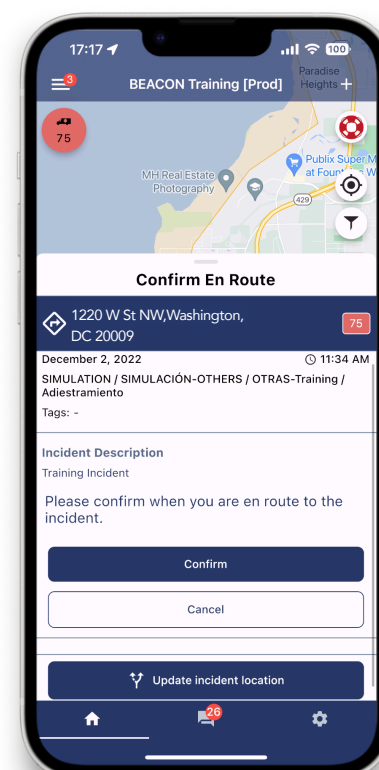 17:17
100
3
BEACON Training [Prod]
Paradise
Heights
75
MH Real Estate
Photography
Publix Super M
at Fount
W
429
Confirm En Route
1220 W St NW,Washington,
DC 20009
75
December 2, 2022
11:34 AM
SIMULATION / SIMULACIÓN-OTHERS / OTRAS-Training /
Adiestramiento
Tags: -
Incident Description
Training Incident
Please confirm when you are en route to the
incident.
Confirm
Cancel
Update incident location
26